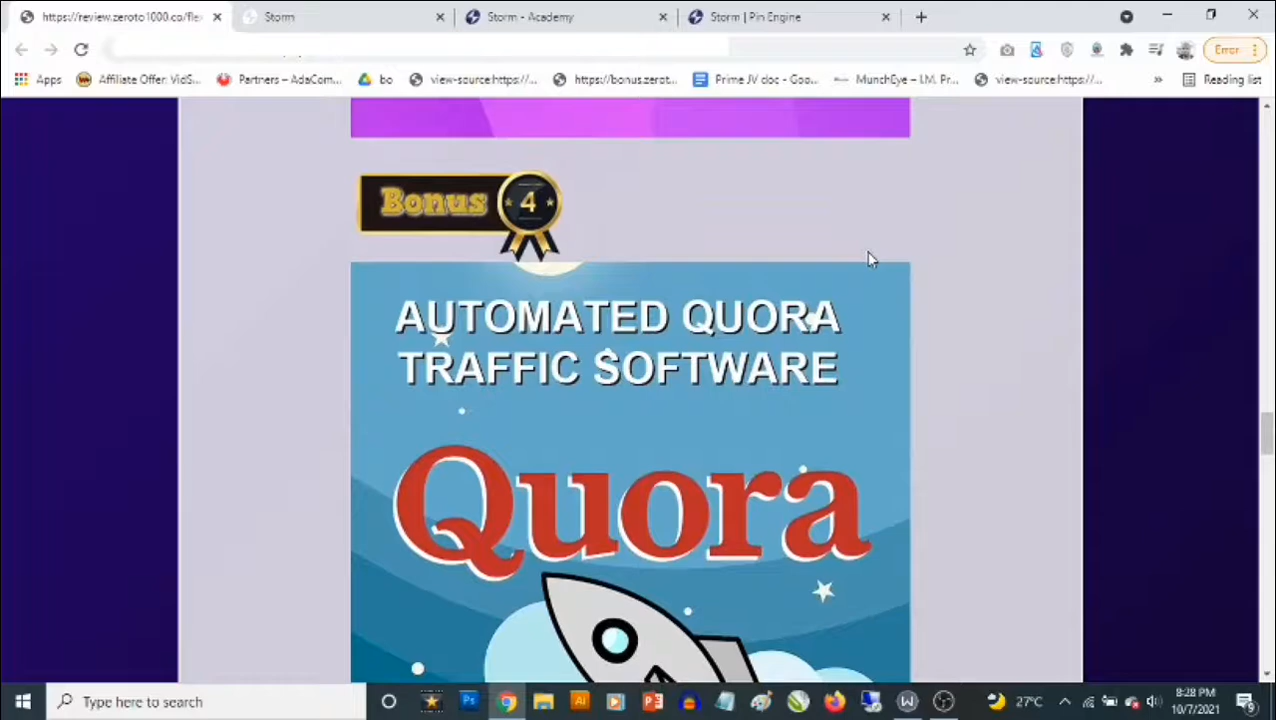 https://review.zeroto1000.co/fle
Storm
Storm - Academy
Storm | Pin Engine
Error
Apps
Affiliate Offer: VidS...
Partners – AdaCom...
bo
view-source:https://...
https://bonus.zerot...
Prime JV doc - Goo...
MunchEye – I.M. Pr...
view-source:https://...
»
Reading list
Bonus 4
AUTOMATED QUORA
TRAFFIC SOFTWARE
Quora
Type here to search
27°C
8:28 PM
10/7/2021